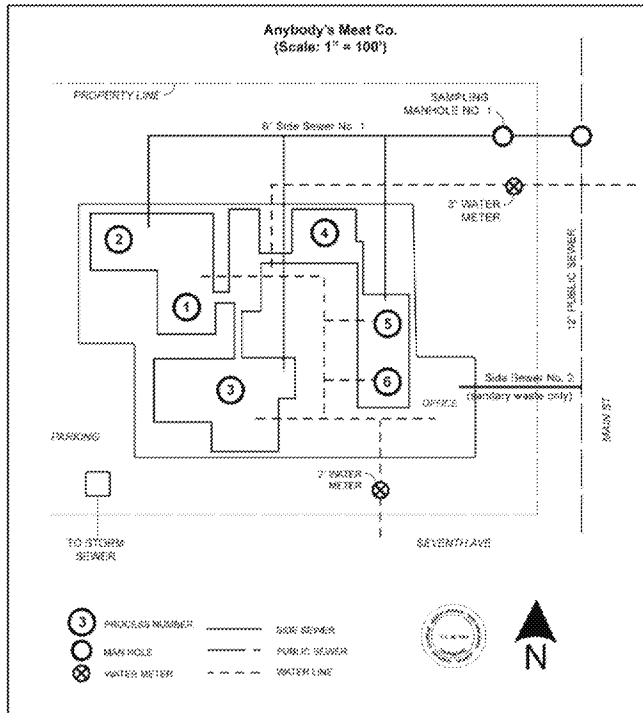 Anybody's Meat Co.
(Scale: 1" = 100')
PROPERTY LINE
SAMPLING
MANHOLE NO. 1
6" Side Sewer No. 1
WATER
METER
2
4
1
5
3
6
12" PUBLIC SEWER
Side Sewer No. 2
(sanitary waste only)
OFFICE
MAIN ST
PARKING
2" WATER
METER
TO STORM
SEWER
SEVENTH AVE
3
PROCESS NUMBER
SIDE SEWER
MANHOLE
PUBLIC SEWER
WATER METER
WATER LINE
N